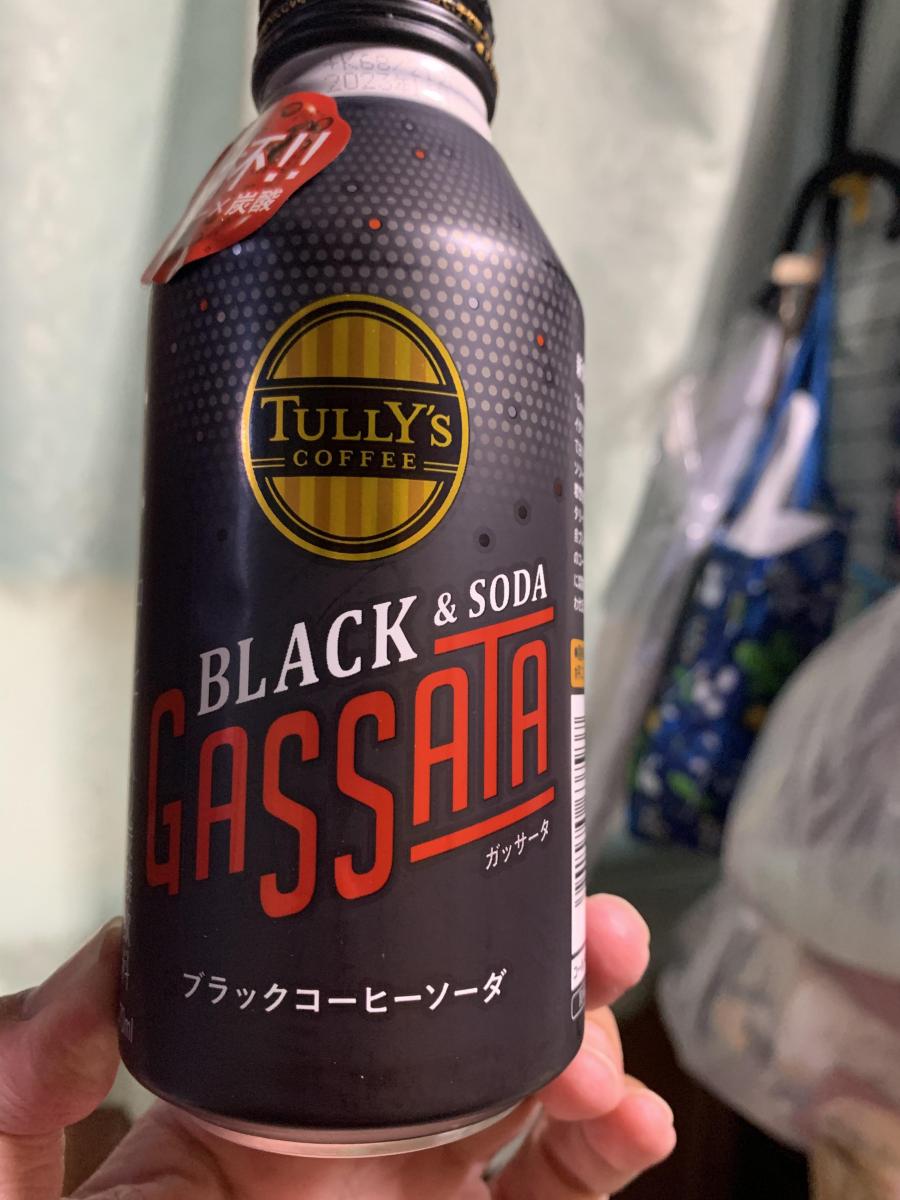 杯!!
×炭酸
TULLY'S
COFFEE
BLACK & SODA
GASSATA
ガッサータ
ブラックコーヒーソーダ